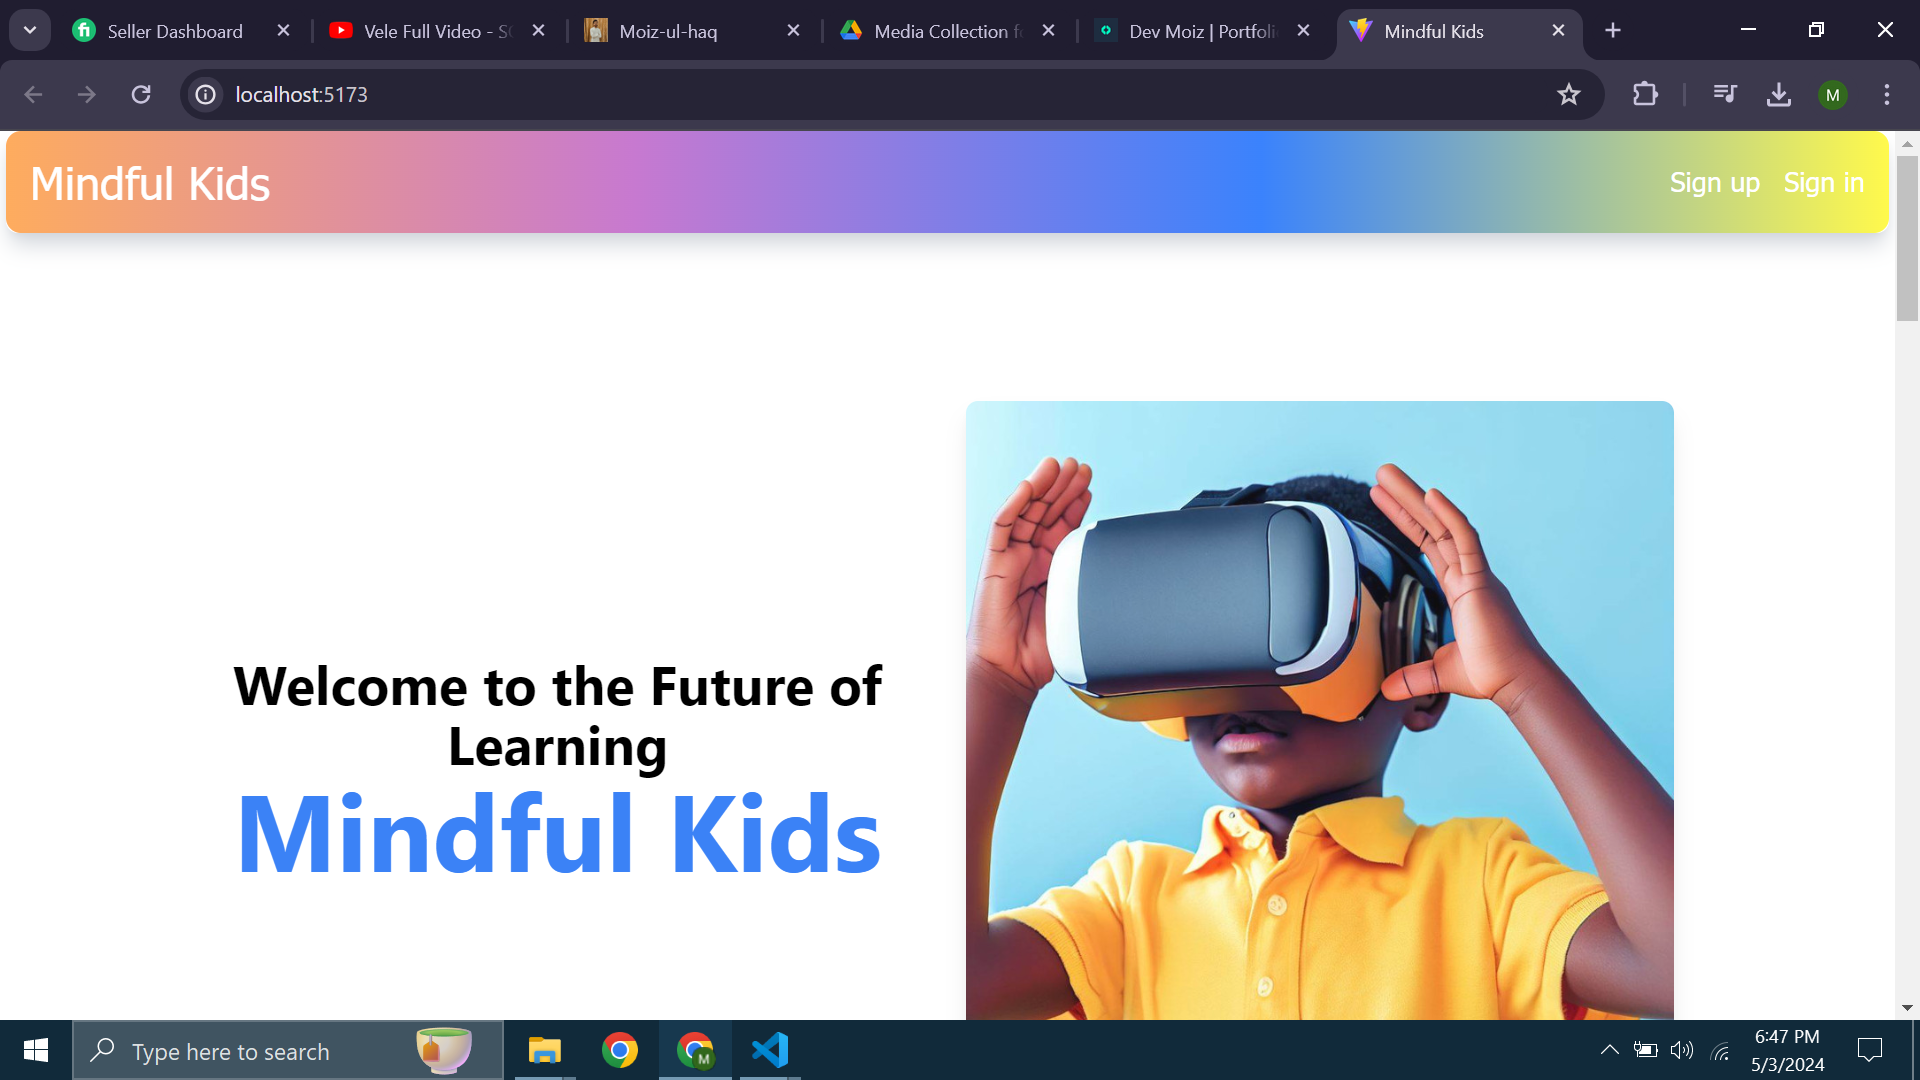 Seller Dashboard
Vele Full Video - S
Moiz-ul-haq
Media Collection f
Dev Moiz | Portfoli
Mindful Kids
localhost:5173
M
Mindful Kids
Sign up
Sign in
Welcome to the Future of
Learning
Mindful Kids
Type here to search
M
6:47 PM
5/3/2024